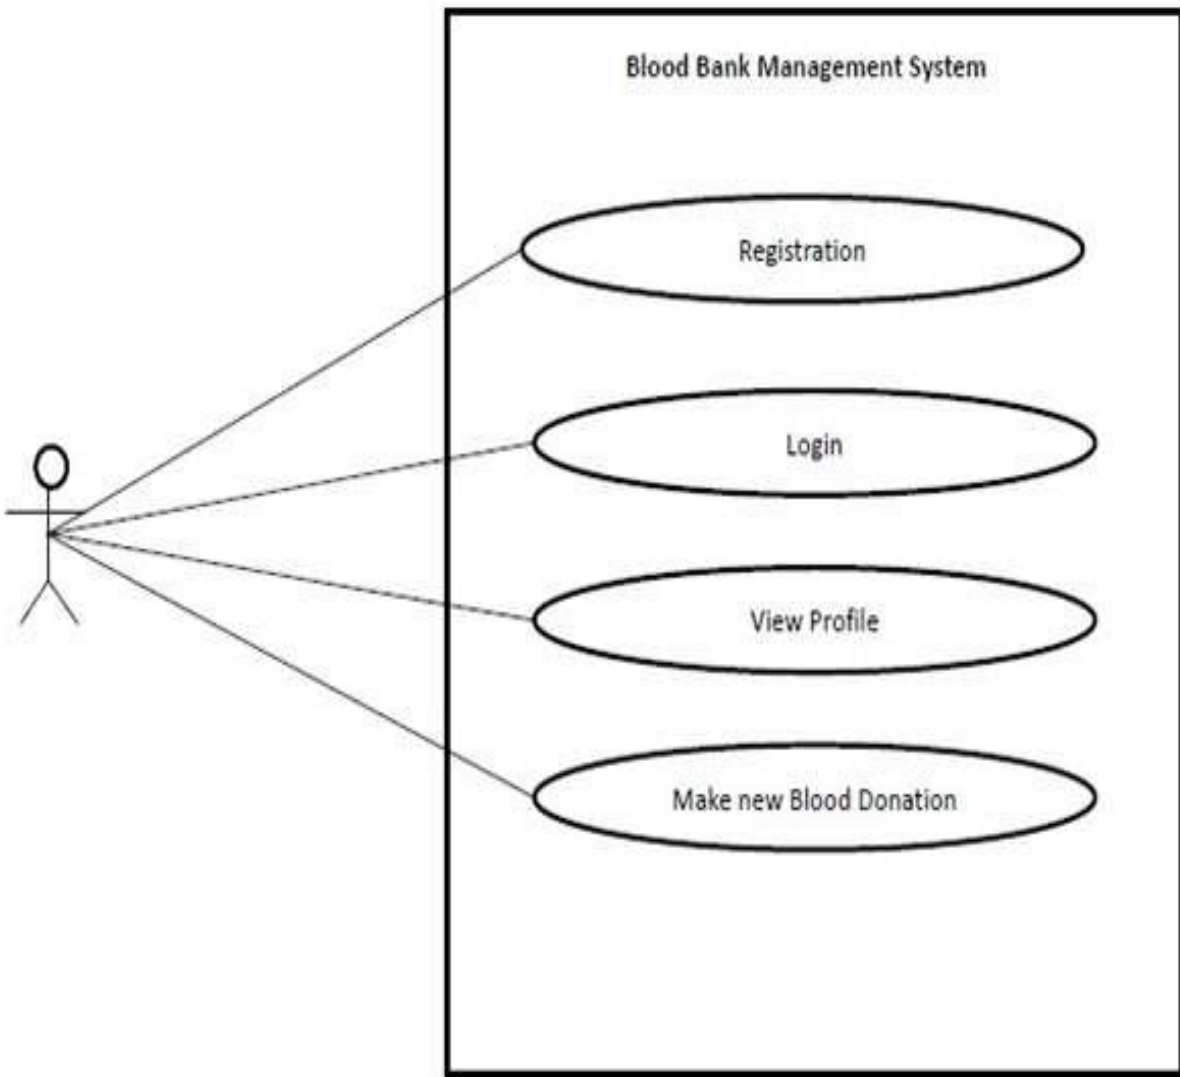 Blood Bank Management System
Registration
Login
View Profile
Make new Blood Donation